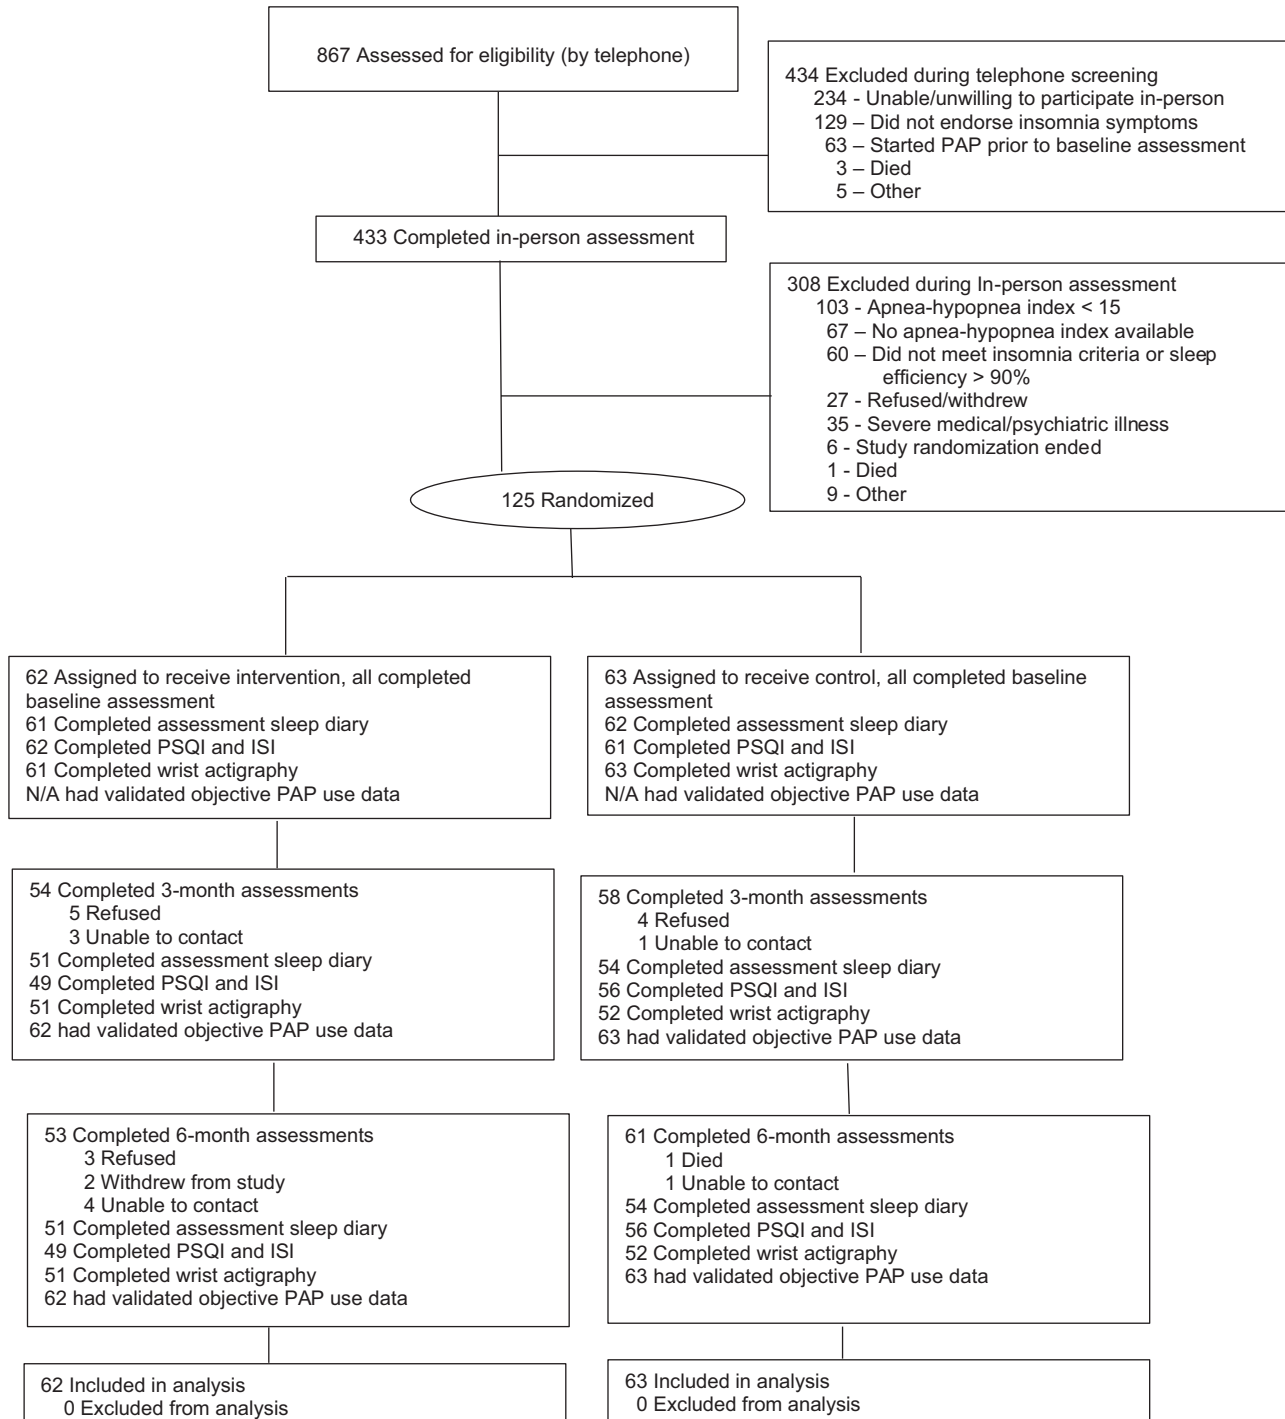 867 Assessed for eligibility (by telephone)
434 Excluded during telephone screening
234 - Unable/unwilling to participate in-person
129 – Did not endorse insomnia symptoms
63 – Started PAP prior to baseline assessment
3 – Died
5 – Other
433 Completed in-person assessment
308 Excluded during In-person assessment
103 - Apnea-hypopnea index < 15
67 – No apnea-hypopnea index available
60 – Did not meet insomnia criteria or sleep
efficiency > 90%
27 - Refused/withdrew
35 - Severe medical/psychiatric illness
6 - Study randomization ended
1 - Died
9 - Other
125 Randomized
62 Assigned to receive intervention, all completed
baseline assessment
61 Completed assessment sleep diary
62 Completed PSQI and ISI
61 Completed wrist actigraphy
N/A had validated objective PAP use data
63 Assigned to receive control, all completed baseline
assessment
62 Completed assessment sleep diary
61 Completed PSQI and ISI
63 Completed wrist actigraphy
N/A had validated objective PAP use data
54 Completed 3-month assessments
5 Refused
3 Unable to contact
51 Completed assessment sleep diary
49 Completed PSQI and ISI
51 Completed wrist actigraphy
62 had validated objective PAP use data
58 Completed 3-month assessments
4 Refused
1 Unable to contact
54 Completed assessment sleep diary
56 Completed PSQI and ISI
52 Completed wrist actigraphy
63 had validated objective PAP use data
53 Completed 6-month assessments
3 Refused
2 Withdrew from study
4 Unable to contact
51 Completed assessment sleep diary
49 Completed PSQI and ISI
51 Completed wrist actigraphy
62 had validated objective PAP use data
61 Completed 6-month assessments
1 Died
1 Unable to contact
54 Completed assessment sleep diary
56 Completed PSQI and ISI
52 Completed wrist actigraphy
63 had validated objective PAP use data
62 Included in analysis
0 Excluded from analysis
63 Included in analysis
0 Excluded from analysis